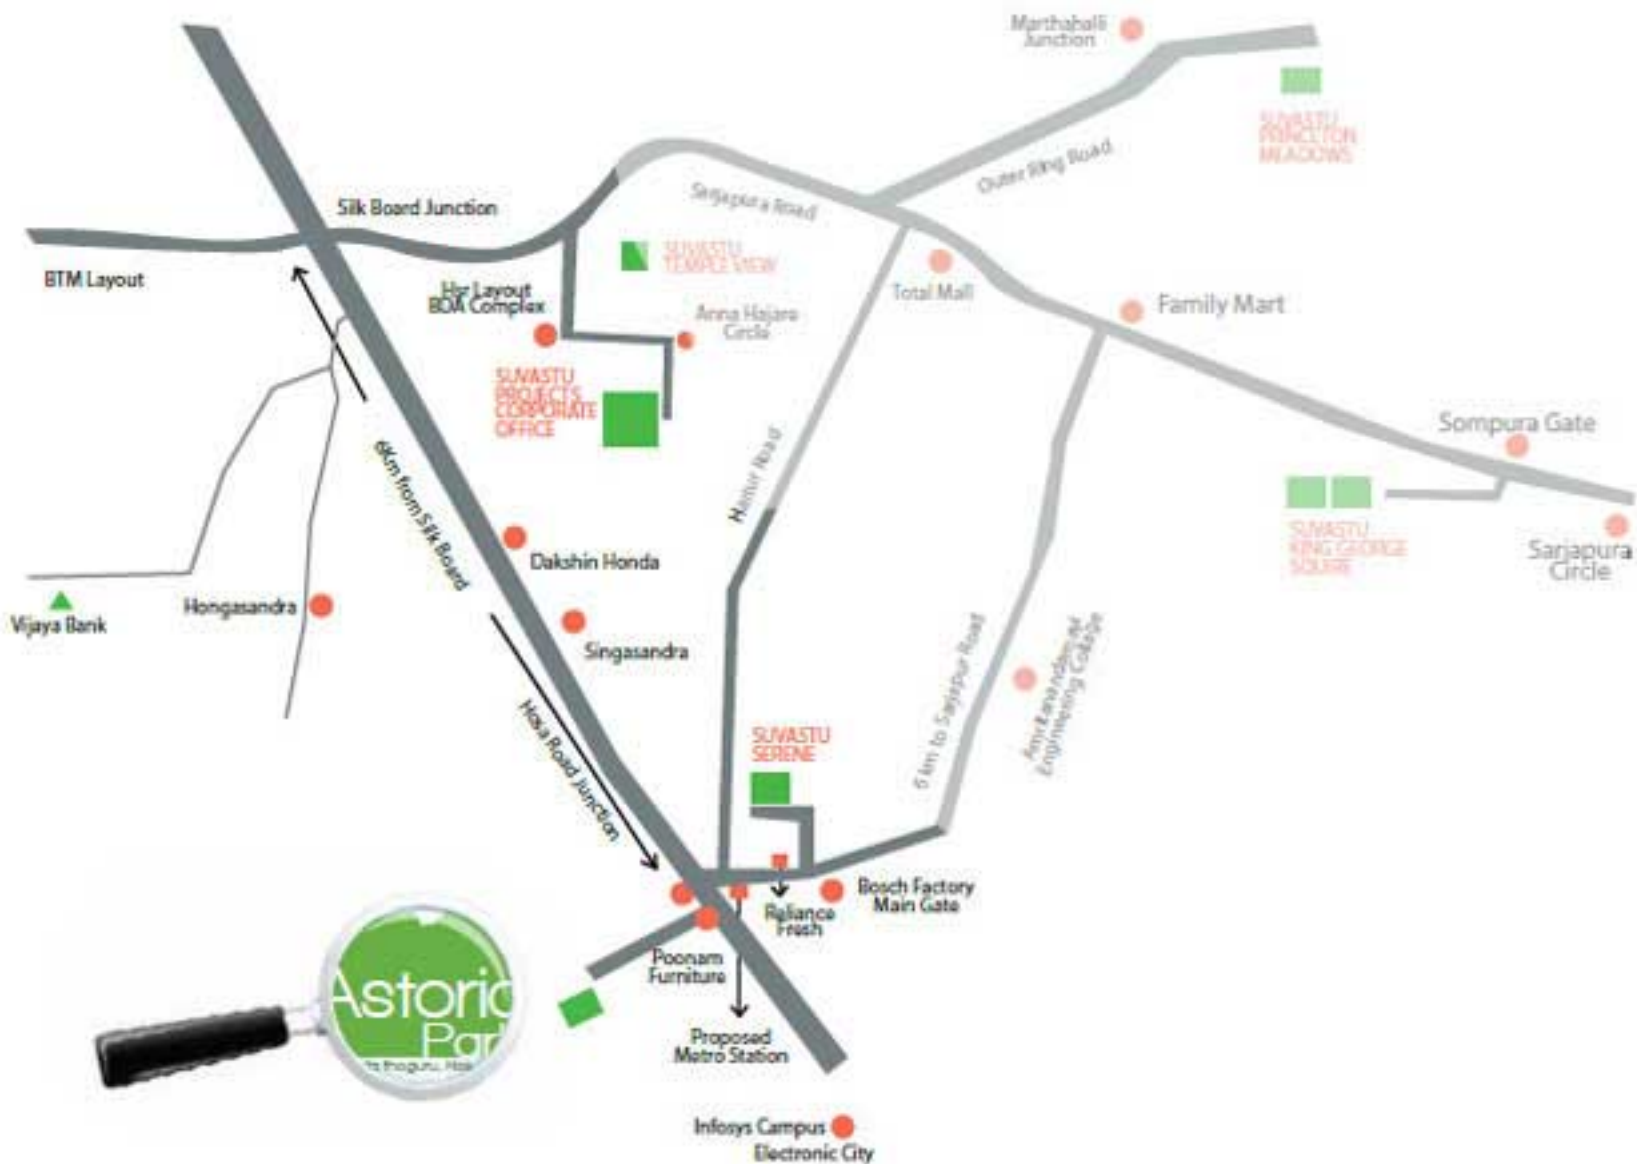 Marthahalli
Junction
SUVASTU
PRINCETON
MEADOWS
Outer Ring Road
Sarjapura Road
Silk Board Junction
BTM Layout
SUVASTU
TEMPLE VIEW
Hsr Layout
BDA Complex
Anna Hajare
Circle
Total Mall
Family Mart
SUVASTU
PROJECTS
CORPORATE
OFFICE
Sompura Gate
Road
SUVASTU
KING GEORGE
Sarjapura
Circle
6Km from Silk Board
Dakshin Honda
Vijaya Bank
Hongasandra
Singasandra
6 km to Sarjapur Road
Engineering
Hosa Road Junction
SUVASTU
SERENE
Bosch Factory
Main Gate
Reliance
Fresh
Poonam
Furniture
Astoria
Par
Proposed
Metro Station
Infosys Campus
Electronic City